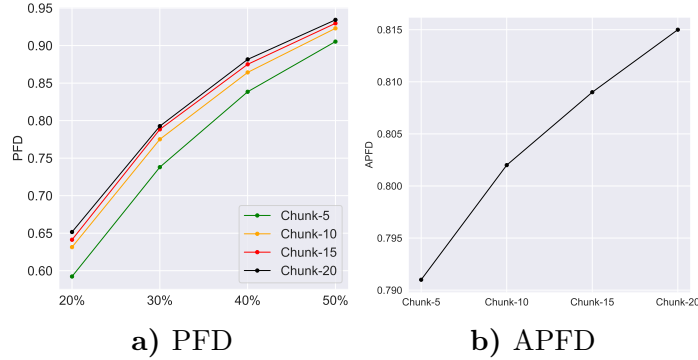 0.95
0.90
0.85
0.80
0.75
0.70
0.65
0.60
PFD
20% 30% 40% 50%
Chunk-5
Chunk-10
Chunk-15
Chunk-20
a) PFD
0.815
0.810
0.805
0.800
0.795
0.790
APFD
Chunk-5 Chunk-10 Chunk-15 Chunk-20
b) APFD